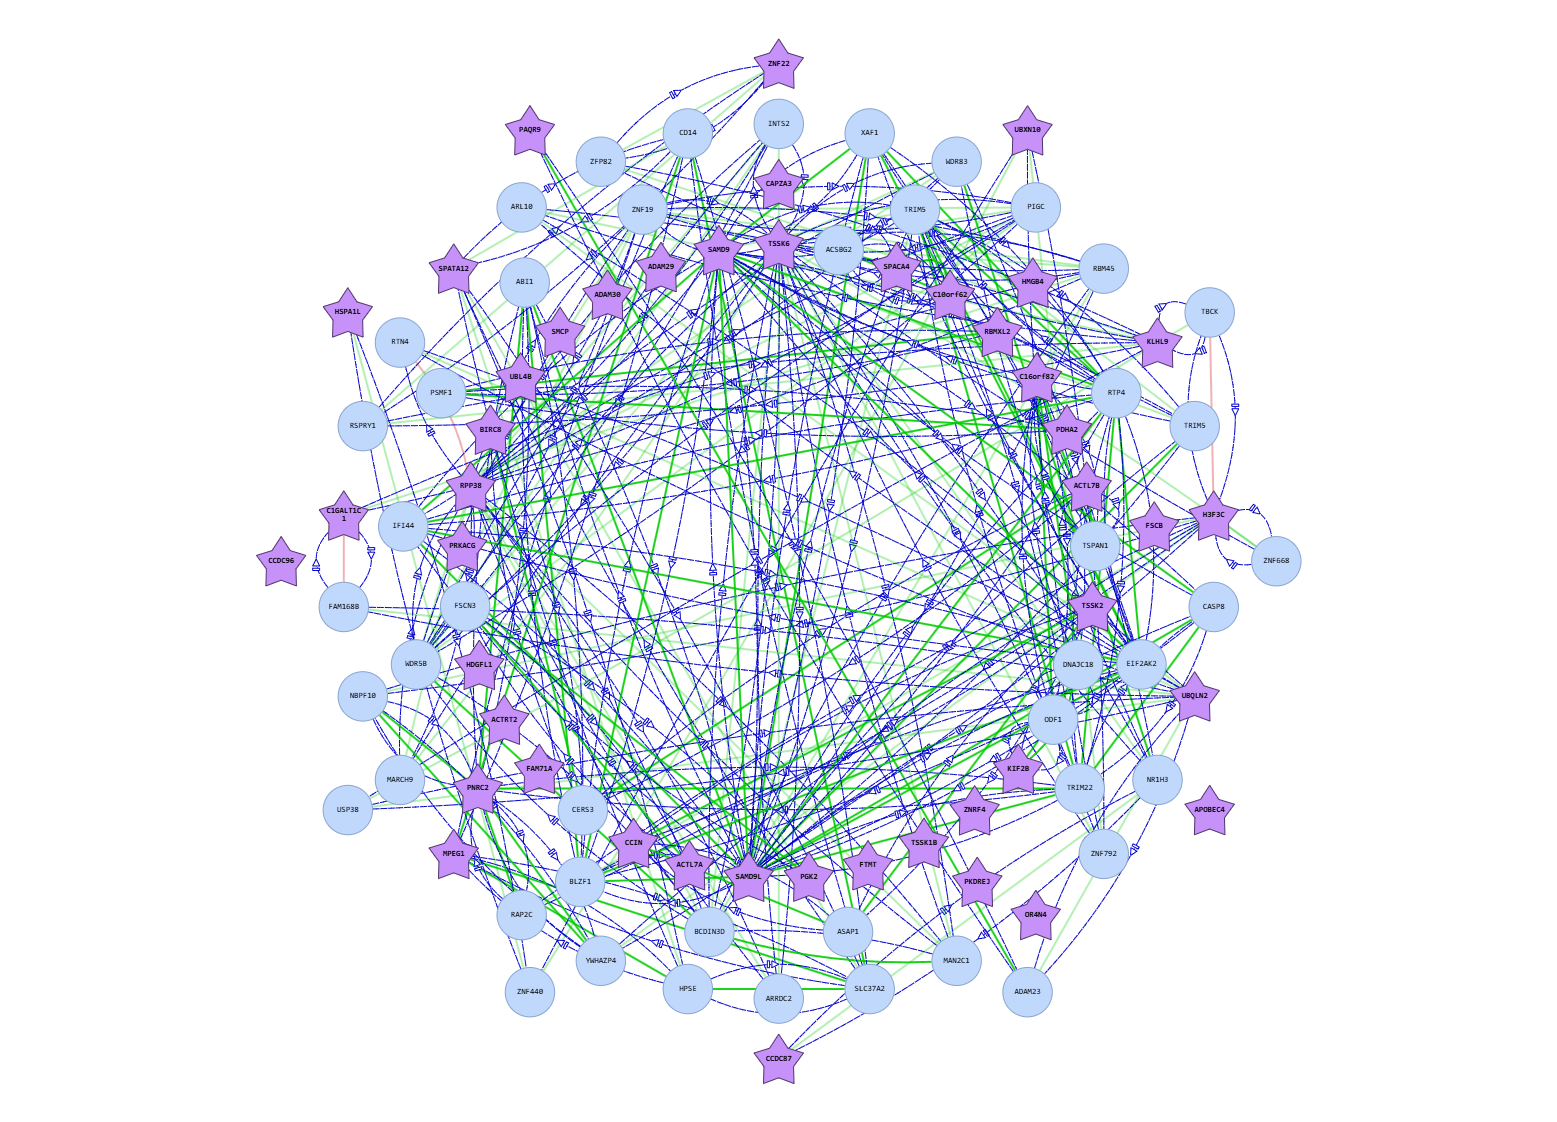 ZNF22
PAQR9
CD14
INTS2
XAF1
UBXN10
ZFP82
WDR83
CAPZA3
ARL10
ZNF19
TRIM5
PIGC
SAMD9
TSSK6
ACSBG2
SPATA12
ADAM29
SPACA4
RBM45
ABI1
ADAM30
C10orf62
HMGB4
HSPA1L
SMCP
RBMXL2
TBCK
RTN4
KLHL9
UBL4B
C16orf82
PSMF1
RTP4
RSPRY1
BIRC8
PDHA2
TRIM5
RPP38
ACTL7B
C1GALT1C
1
IFI44
FSCB
H3F3C
CCDC96
PRKACG
TSPAN1
ZNF668
FAM168B
FSCN3
TSSK2
CASP8
WDR5B
HDGFL1
DNAJC18
EIF2AK2
NBPF10
UBQLN2
ACTRT2
ODF1
MARCH9
FAM71A
KIF2B
NR1H3
PNRC2
TRIM22
USP38
CERS3
ZNRF4
APOBEC4
MPEG1
CCIN
TSSK1B
ZNF792
BLZF1
ACTL7A
SAMD9L
PGK2
FTMT
PKDREJ
RAP2C
OR4N4
BCDIN3D
ASAP1
YWHAZP4
MAN2C1
ZNF440
HPSE
ARRDC2
SLC37A2
ADAM23
CCDC87